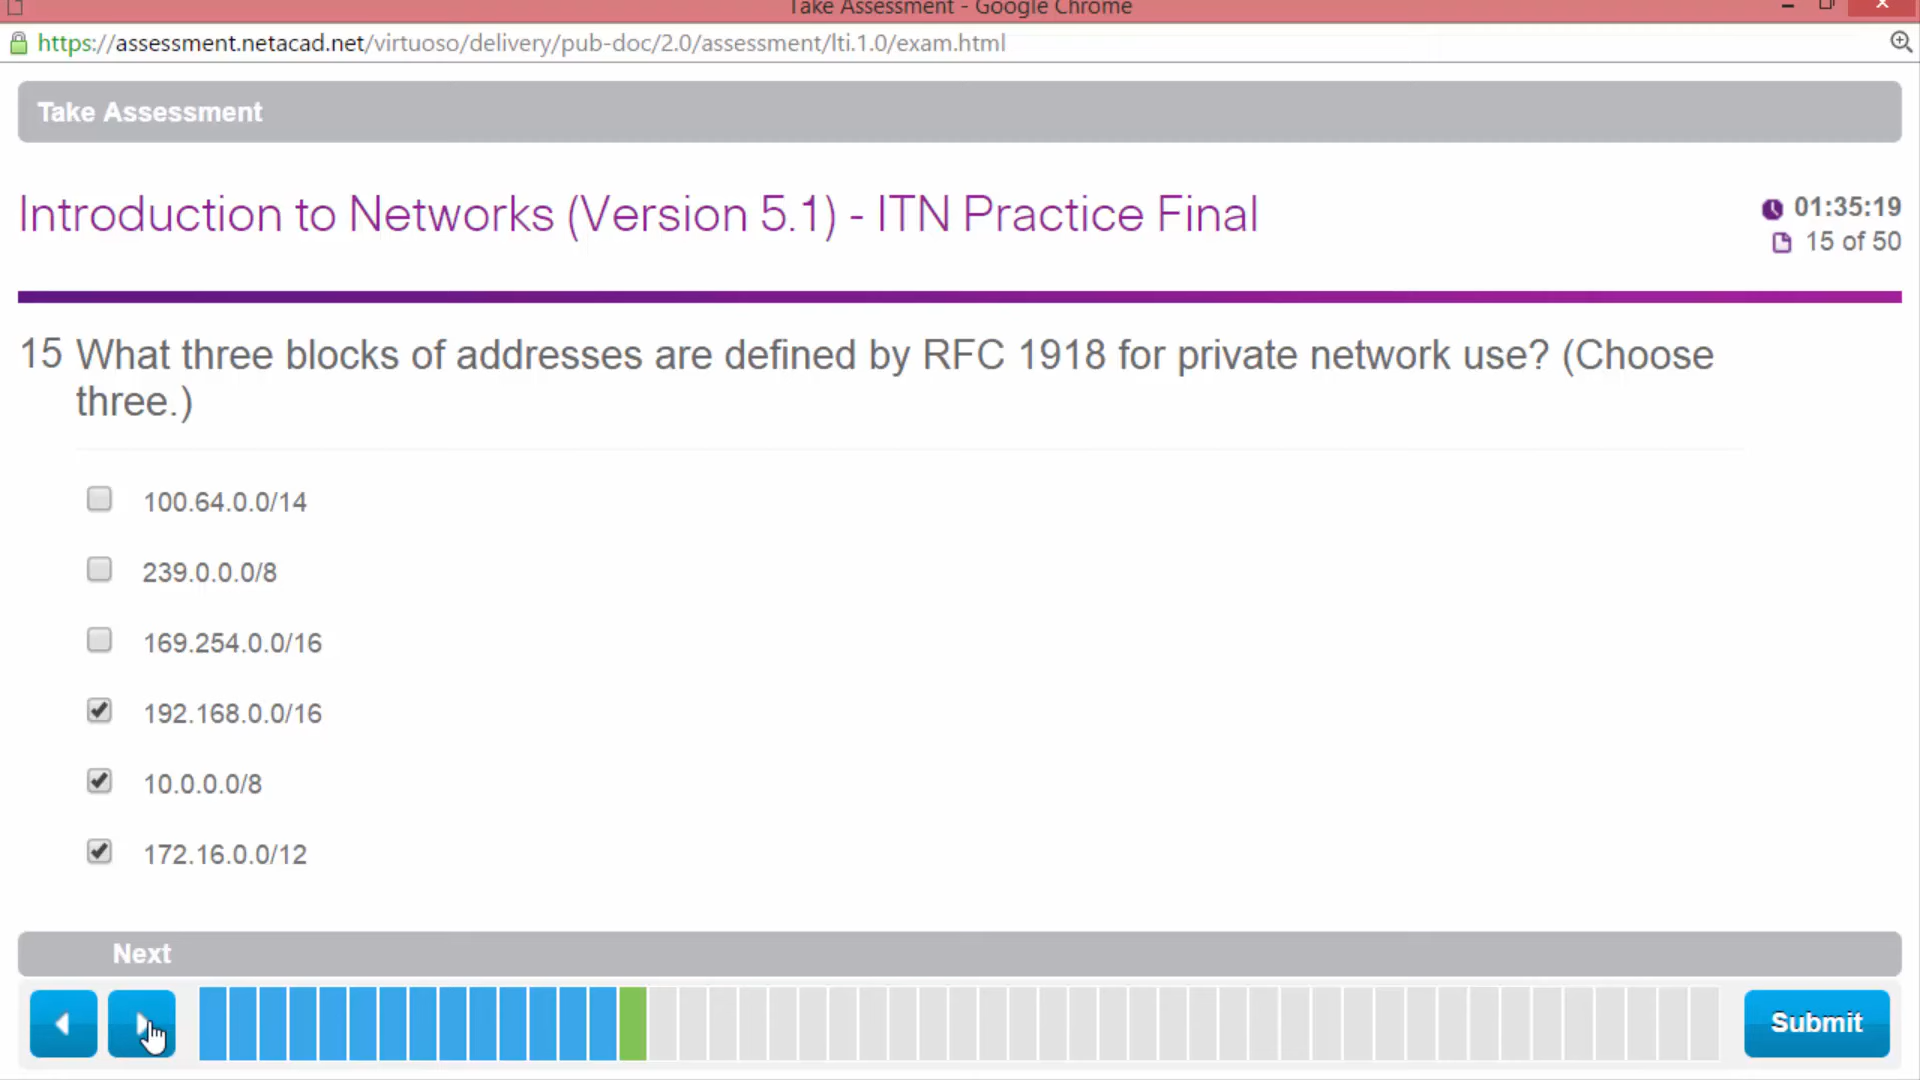 Take Assessment - Google Chrome
https://assessment.netacad.net/virtuoso/delivery/pub-doc/2.0/assessment/lti.1.0/exam.html
Take Assessment
Introduction to Networks (Version 5.1) - ITN Practice Final
01:35:19
15 of 50
15 What three blocks of addresses are defined by RFC 1918 for private network use? (Choose
three.)
100.64.0.0/14
239.0.0.0/8
169.254.0.0/16
192.168.0.0/16
10.0.0.0/8
172.16.0.0/12
Next
Submit